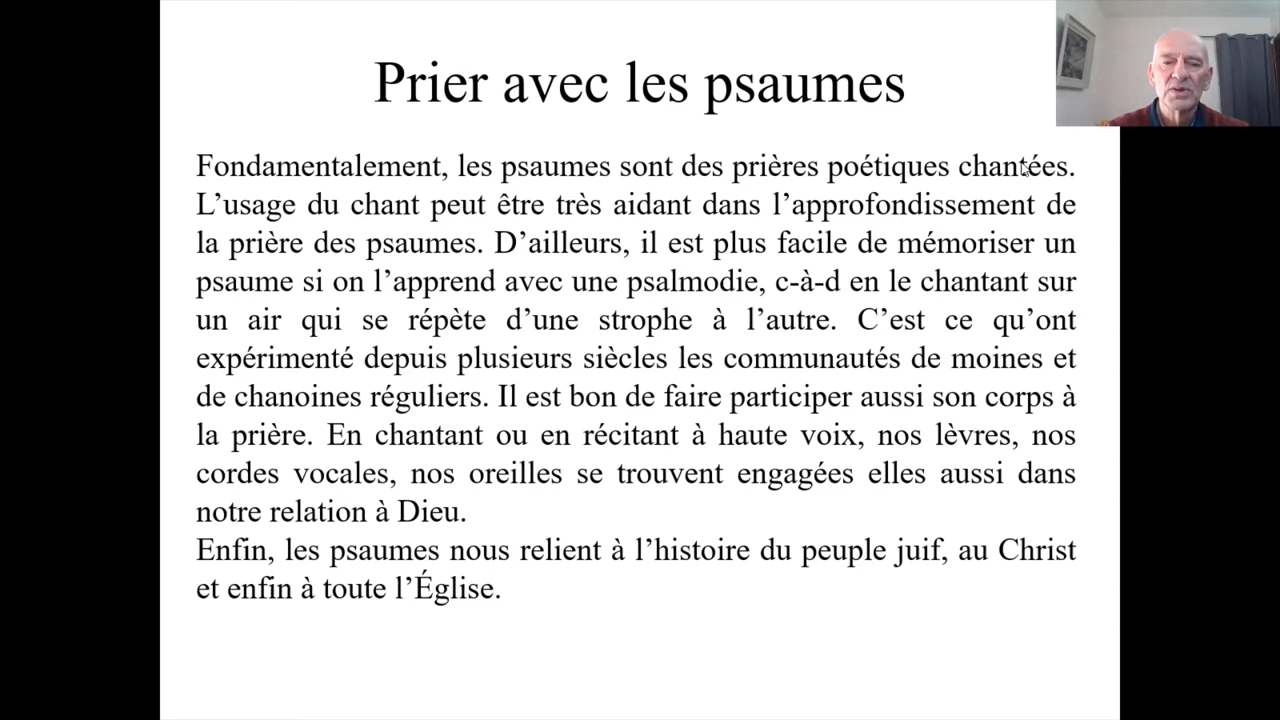 Prier avec les psaumes
Fondamentalement, les psaumes sont des prières poétiques chantées.
L’usage du chant peut être très aidant dans l’approfondissement de
la prière des psaumes. D’ailleurs, il est plus facile de mémoriser un
psaume si on l’apprend avec une psalmodie, c-à-d en le chantant sur
un air qui se répète d’une strophe à l’autre. C’est ce qu’ont
expérimenté depuis plusieurs siècles les communautés de moines et
de chanoines réguliers. Il est bon de faire participer aussi son corps à
la prière. En chantant ou en récitant à haute voix, nos lèvres, nos
cordes vocales, nos oreilles se trouvent engagées elles aussi dans
notre relation à Dieu.
Enfin, les psaumes nous relient à l’histoire du peuple juif, au Christ
et enfin à toute l’Église.